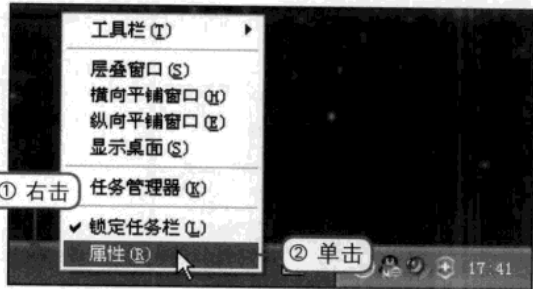 工具栏(T)
层叠窗口(S)
横向平铺窗口(H)
纵向平铺窗口(E)
显示桌面(S)
① 右击
任务管理器(K)
锁定任务栏(L)
属性(R)
② 单击
17:41